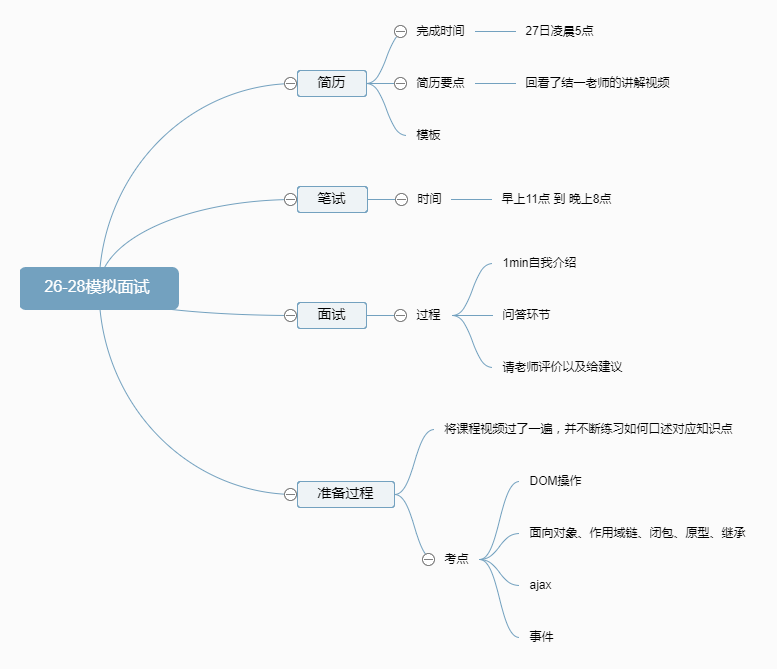 26-28模拟面试
简历
完成时间
27日凌晨5点
简历要点
回看了结一老师的讲解视频
模板
笔试
时间
早上11点 到 晚上8点
面试
过程
1min自我介绍
问答环节
请老师评价以及给建议
准备过程
将课程视频过了一遍，并不断练习如何口述对应知识点
考点
DOM操作
面向对象、作用域链、闭包、原型、继承
ajax
事件